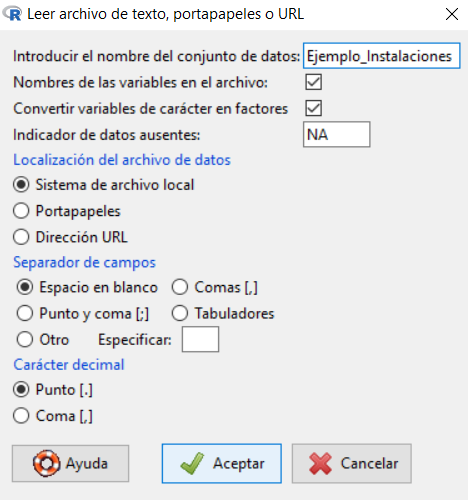 Leer archivo de texto, portapapeles o URL
Introducir el nombre del conjunto de datos: Ejemplo_Instalaciones
Nombres de las variables en el archivo:
Convertir variables de carácter en factores
Indicador de datos ausentes: NA
Localización del archivo de datos
Sistema de archivo local
Portapapeles
Dirección URL
Separador de campos
Espacio en blanco Comas [,]
Punto y coma [;] Tabuladores
Otro Especificar:
Carácter decimal
Punto [.]
Coma [,]
Ayuda Aceptar Cancelar